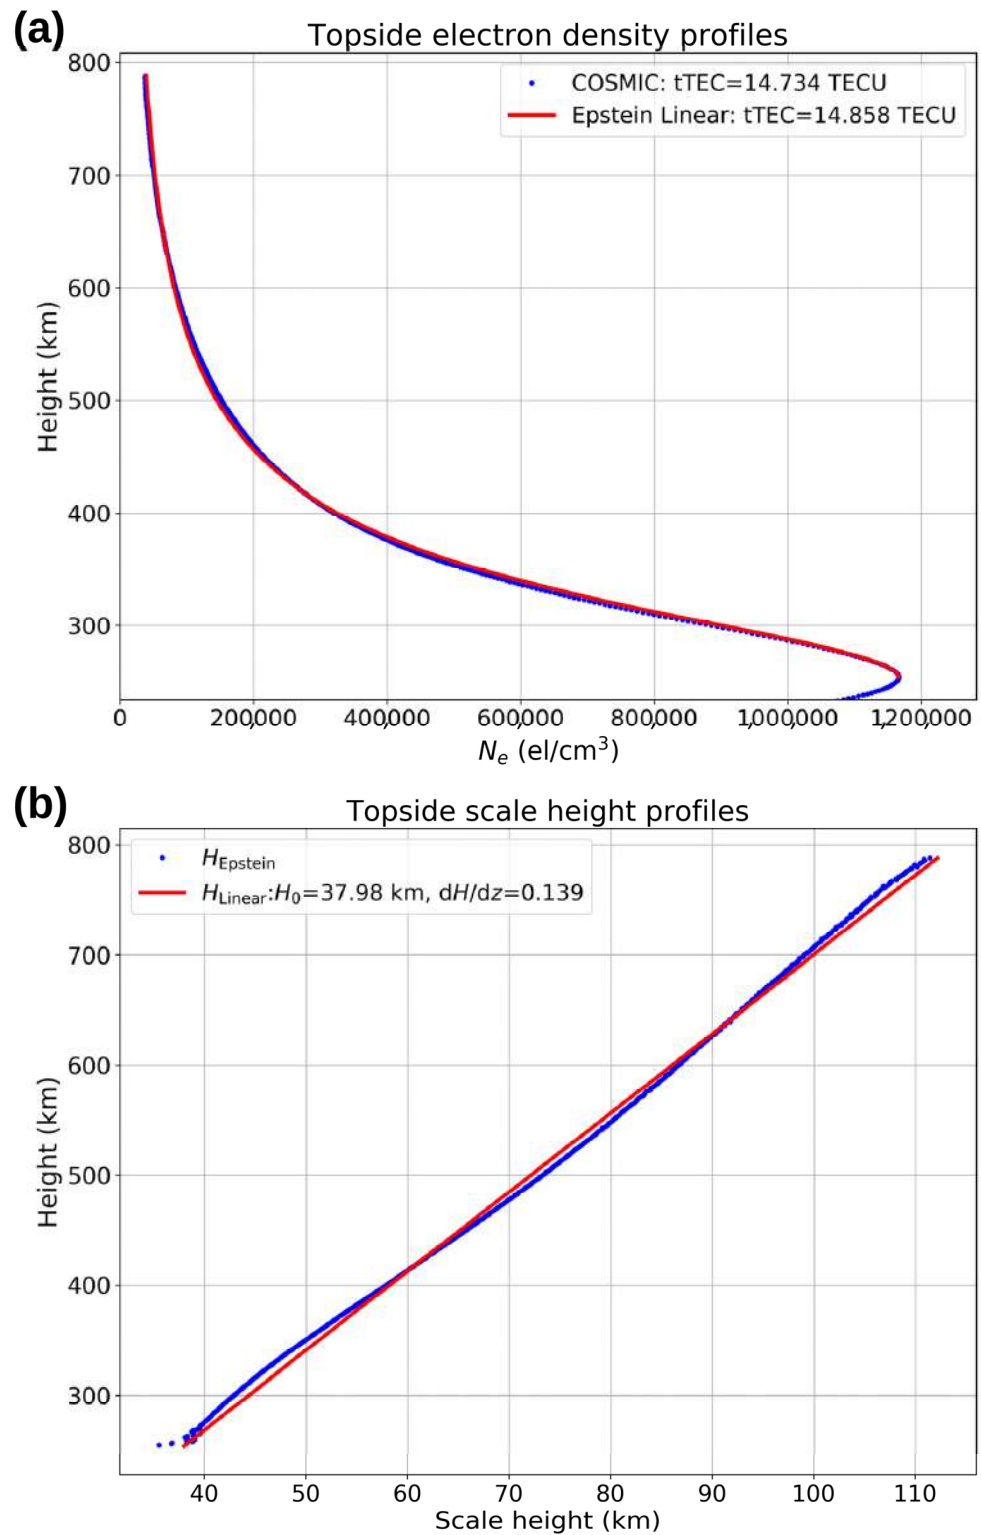 (a)
Topside electron density profiles
COSMIC: tTEC=14.734 TECU
Epstein Linear: tTEC=14.858 TECU
800
700
600
500
400
300
Height (km)
0 200,000 400,000 600,000 800,000 1,000,000 1,200,000
Nₑ (el/cm³)
(b)
Topside scale height profiles
H_Epstein
H_Linear:H₀=37.98 km, dH/dz=0.139
800
700
600
500
400
300
Height (km)
40 50 60 70 80 90 100 110
Scale height (km)